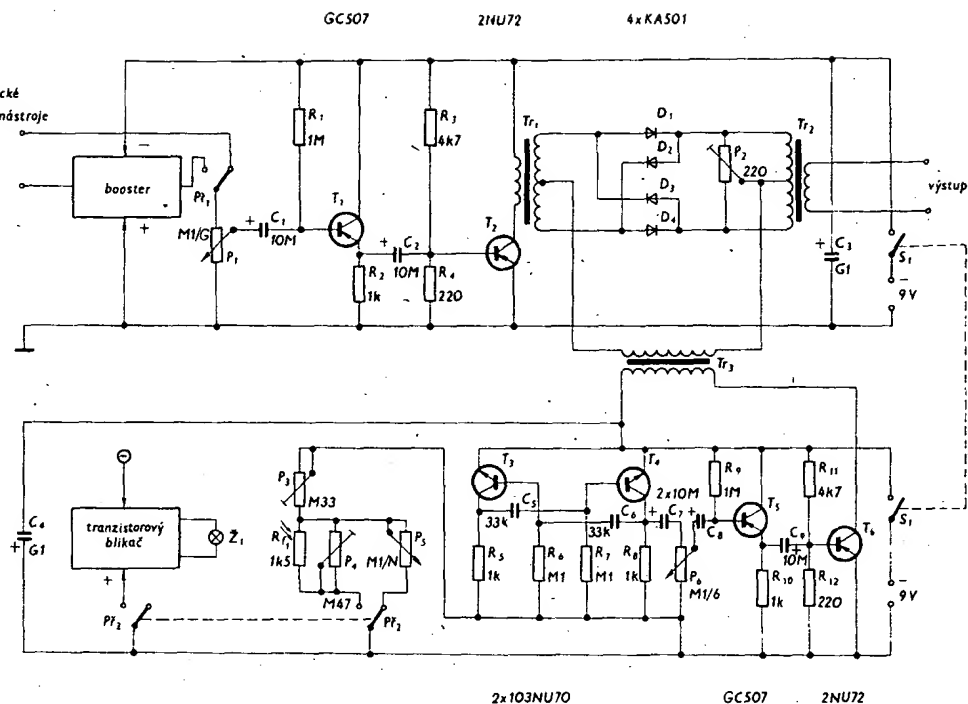 GC507 2NU72 4xKA501
cké
nástroje
booster
−
+
Př1
M1/G
P1
+ C1
10M
R1
1M
T1
R2
1k
+ C2
10M
R3
4k7
R4
220
T2
Tr1
D1
D2
D3
D4
P2
220
Tr2
výstup
+ C3
G1
S1
−
9V
Tr3
C4
+ G1
⊖
tranzistorový
blikač
+
Ž1
Př2
P3
M33
Rf1
1k5
P4
M47
P5
M1/N
Př2
T3
C5
33k
R5
1k
R6
M1
R7
M1
T4
C6
33k
R8
1k
2x10M
+ C7
+
C8
P6
M1/6
R9
1M
T5
R10
1k
C9
+
10M
R11
4k7
R12
220
T6
S1
−
9V
2x103NU70 GC507 2NU72